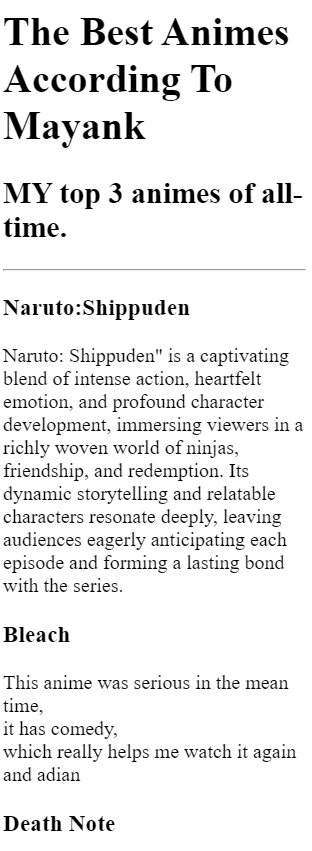 The Best Animes
According To
Mayank
MY top 3 animes of all-
time.
Naruto:Shippuden
Naruto: Shippuden" is a captivating
blend of intense action, heartfelt
emotion, and profound character
development, immersing viewers in a
richly woven world of ninjas,
friendship, and redemption. Its
dynamic storytelling and relatable
characters resonate deeply, leaving
audiences eagerly anticipating each
episode and forming a lasting bond
with the series.
Bleach
This anime was serious in the mean
time,
it has comedy,
which really helps me watch it again
and adian
Death Note